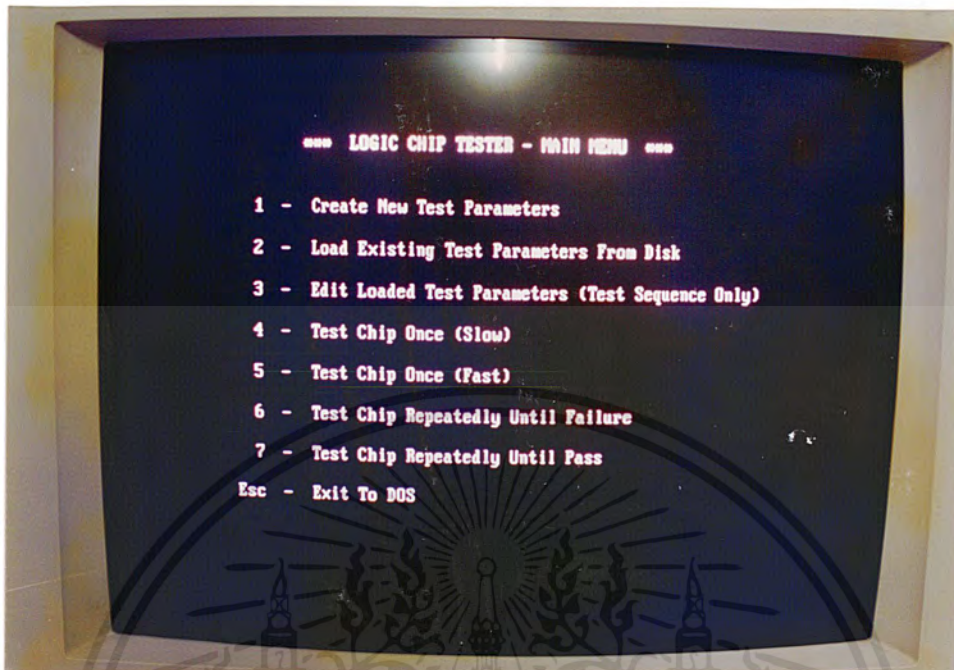 *** LOGIC CHIP TESTER - MAIN MENU ***
1 - Create New Test Parameters
2 - Load Existing Test Parameters From Disk
3 - Edit Loaded Test Parameters (Test Sequence Only)
4 - Test Chip Once (Slow)
5 - Test Chip Once (Fast)
6 - Test Chip Repeatedly Until Failure
7 - Test Chip Repeatedly Until Pass
Esc - Exit To DOS